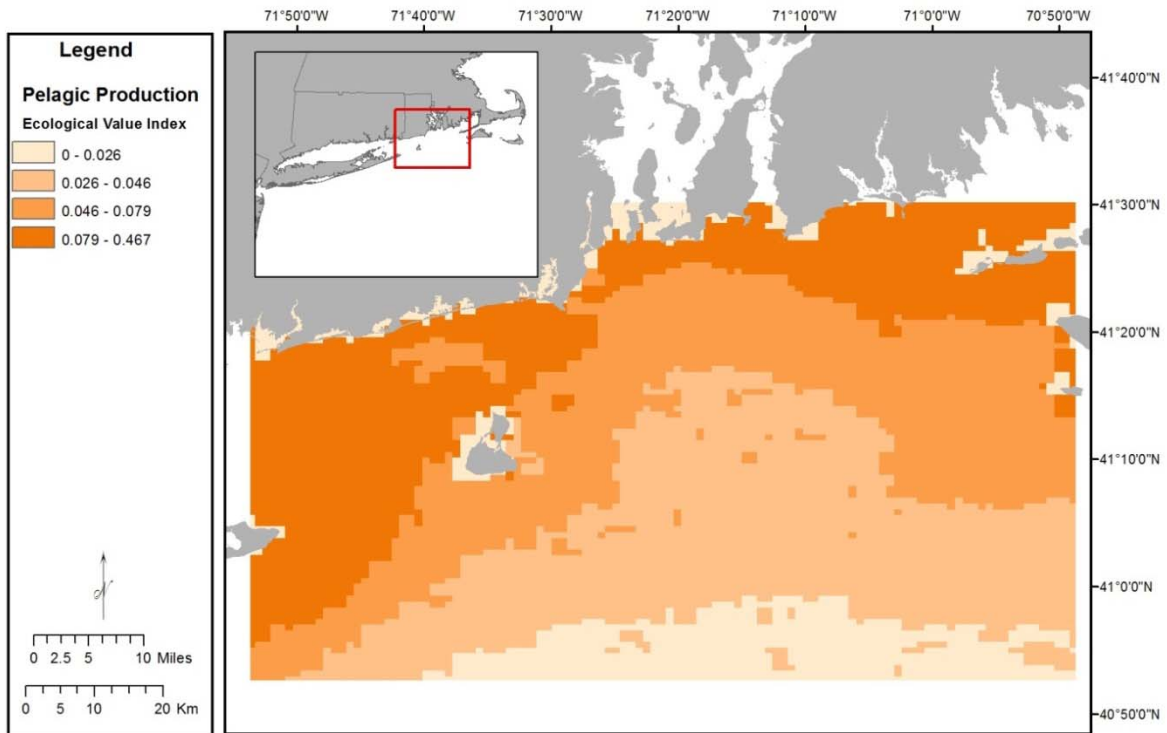 71°50'0"W 71°40'0"W 71°30'0"W 71°20'0"W 71°10'0"W 71°0'0"W 70°50'0"W
Legend
Pelagic Production
Ecological Value Index
0 - 0.026
0.026 - 0.046
0.046 - 0.079
0.079 - 0.467
N
0 2.5 5 10 Miles
0 5 10 20 Km
41°40'0"N
41°30'0"N
41°20'0"N
41°10'0"N
41°0'0"N
40°50'0"N